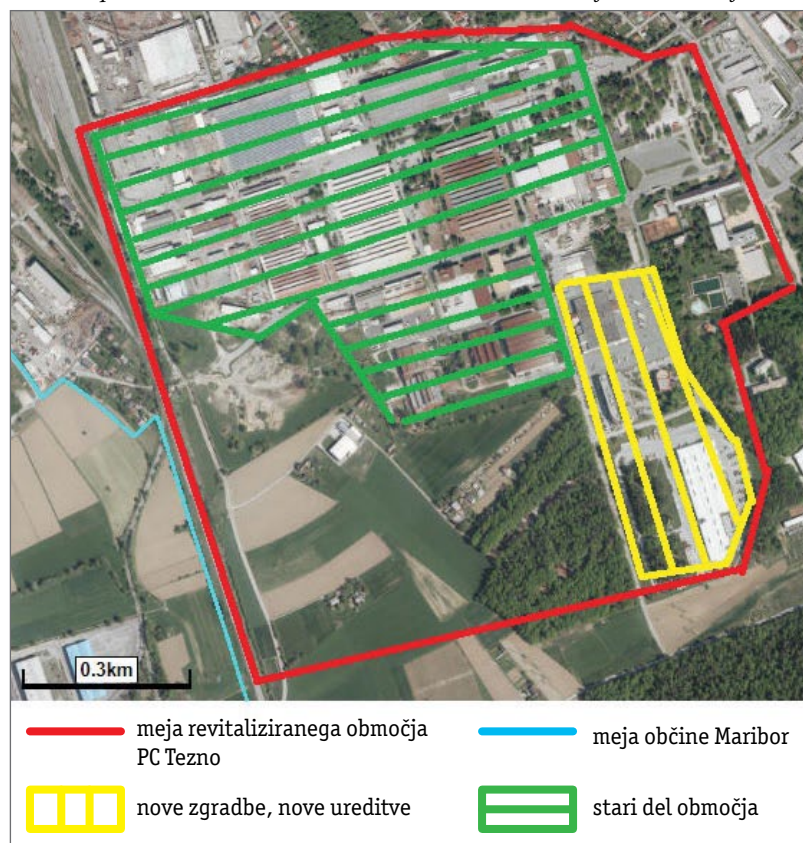 0.3km
meja revitaliziranega območja
PC Tezno
meja občine Maribor
nove zgradbe, nove ureditve
stari del območja